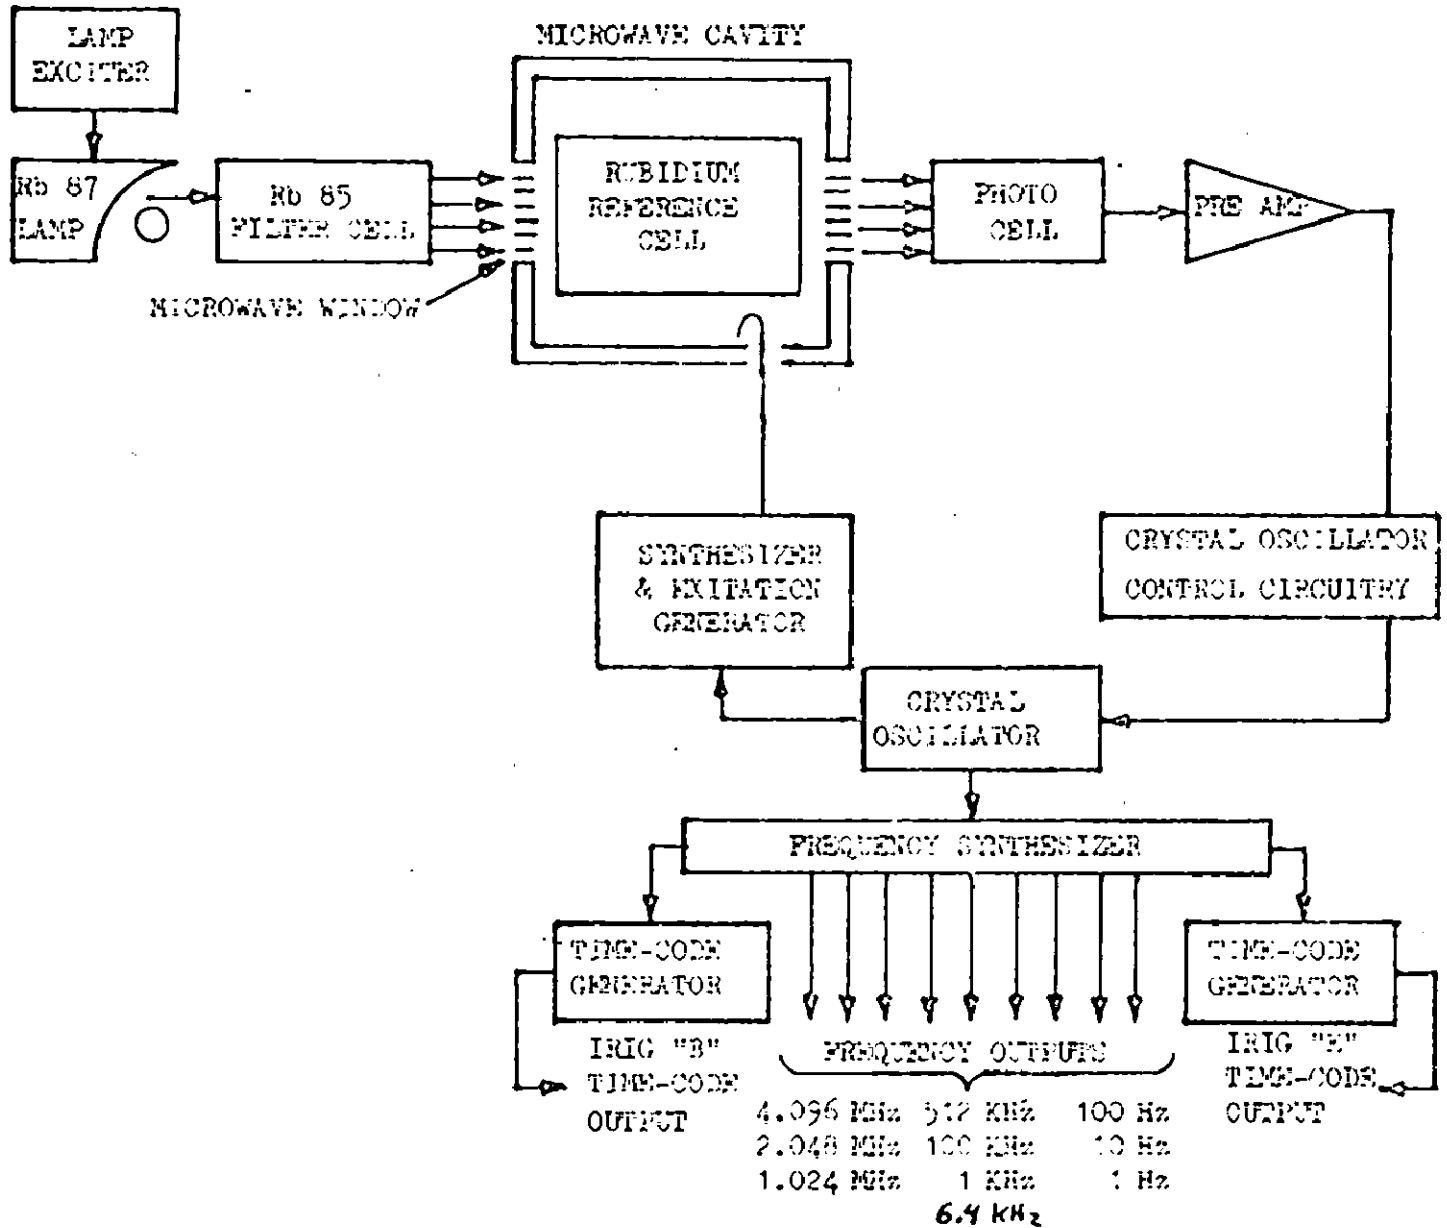 LAMP
EXCITER
MICROWAVE CAVITY
Rb 87
LAMP
Rb 85
FILTER CELL
RUBIDIUM
REFERENCE
CELL
PHOTO
CELL
PRE AMP
MICROWAVE WINDOW
SYNTHESIZER
& EXITATION
GENERATOR
CRYSTAL OSCILLATOR
CONTROL CIRCUITRY
CRYSTAL
OSCILLATOR
FREQUENCY SYNTHESIZER
TIME-CODE
GENERATOR
TIME-CODE
GENERATOR
IRIG "B"
TIME-CODE
OUTPUT
FREQUENCY OUTPUTS
4.096 MHz 512 KHz 100 Hz
2.048 MHz 100 KHz 10 Hz
1.024 MHz 1 KHz 1 Hz
6.4 KHz
IRIG "E"
TIME-CODE
OUTPUT